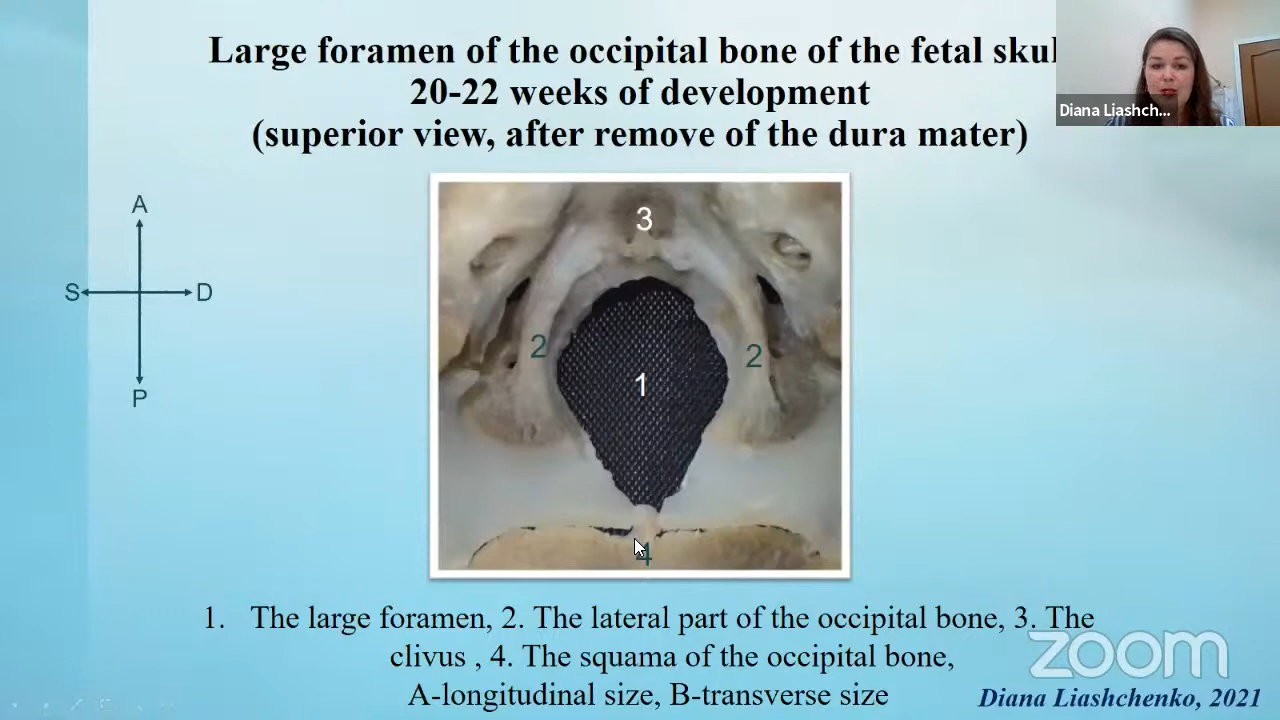 Large foramen of the occipital bone of the fetal skul
20-22 weeks of development
(superior view, after remove of the dura mater)
Diana Liashch...
A
S D
P
3
2 2
1
4
1. The large foramen, 2. The lateral part of the occipital bone, 3. The
clivus , 4. The squama of the occipital bone,
A-longitudinal size, B-transverse size
zoom
Diana Liashchenko, 2021